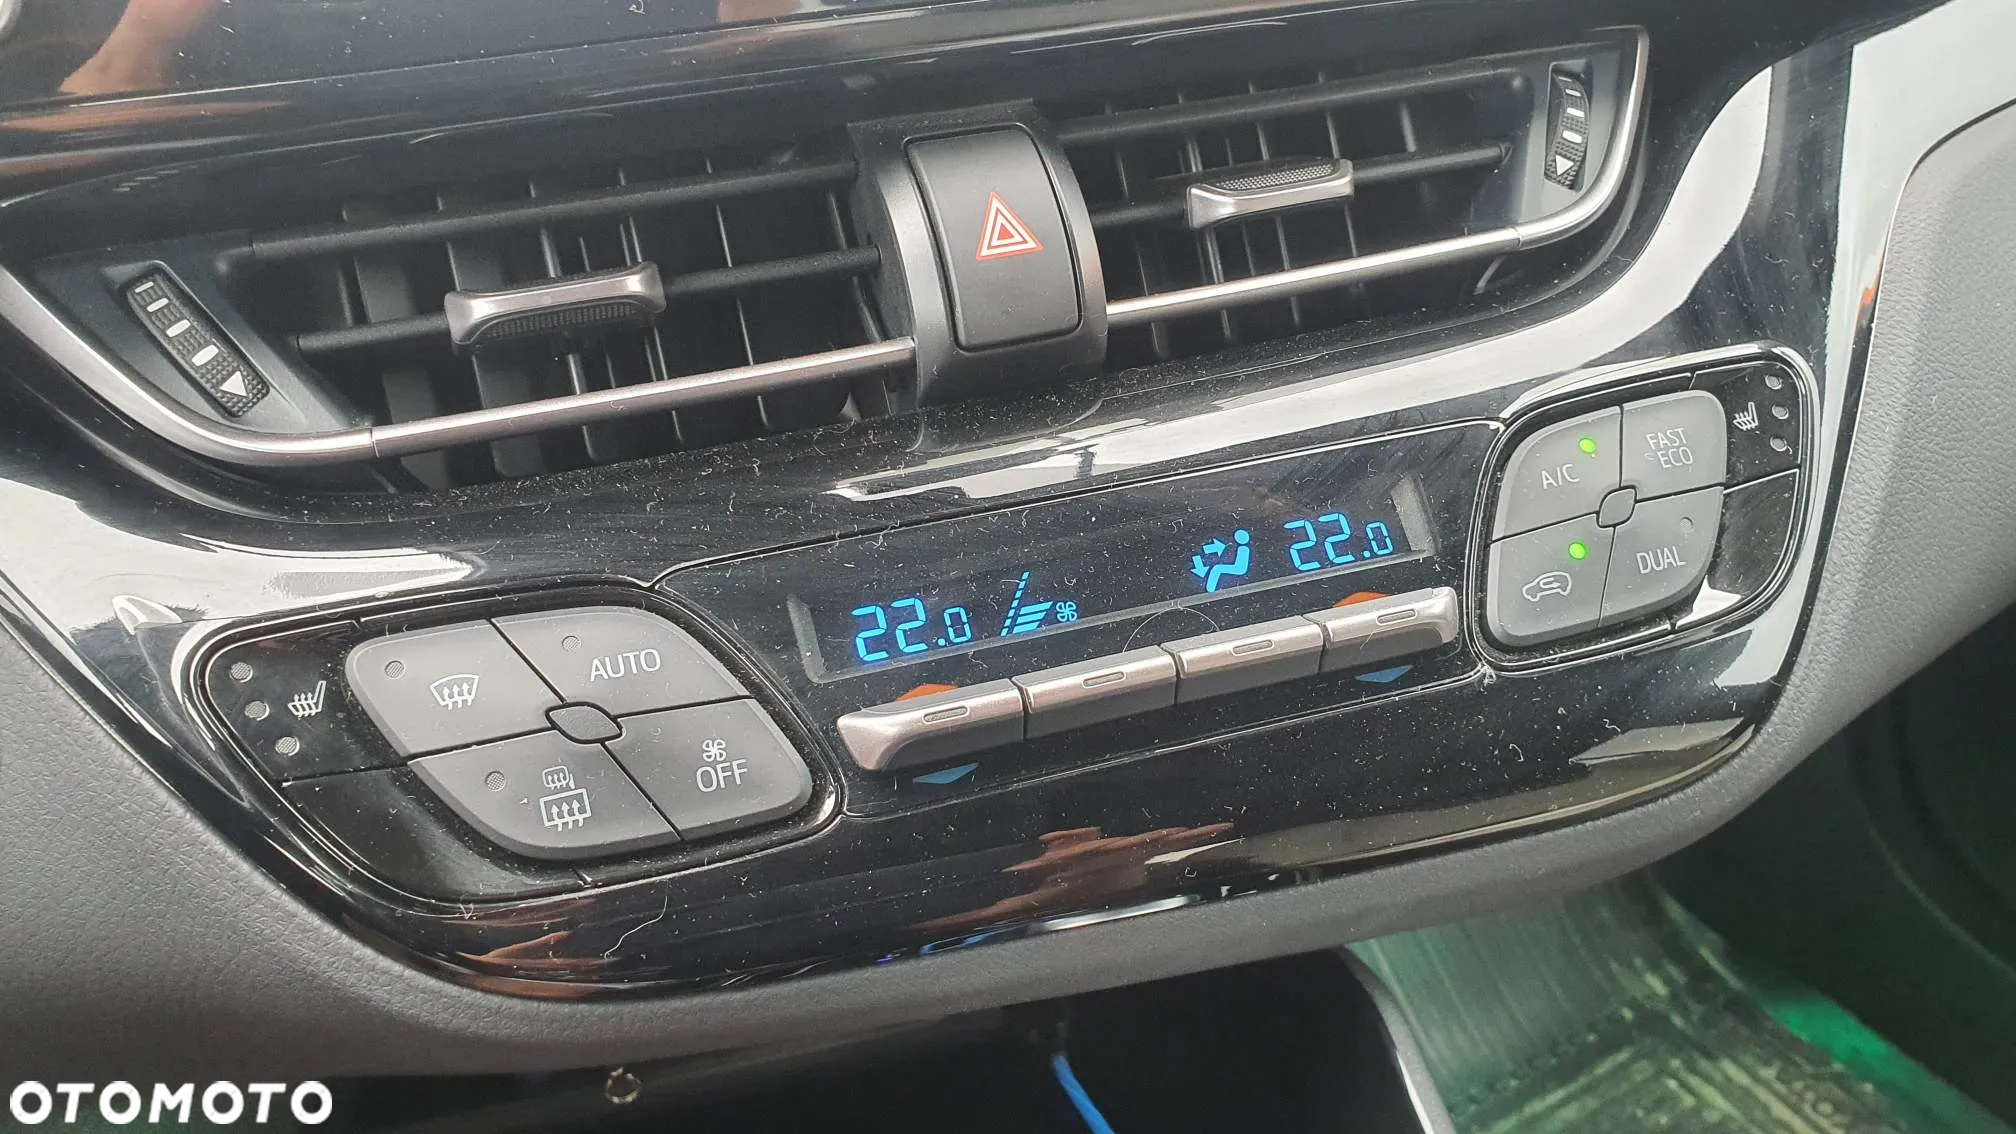 A/C
FAST
ECO
22.0
22.0
DUAL
AUTO
OFF
OTOMOTO